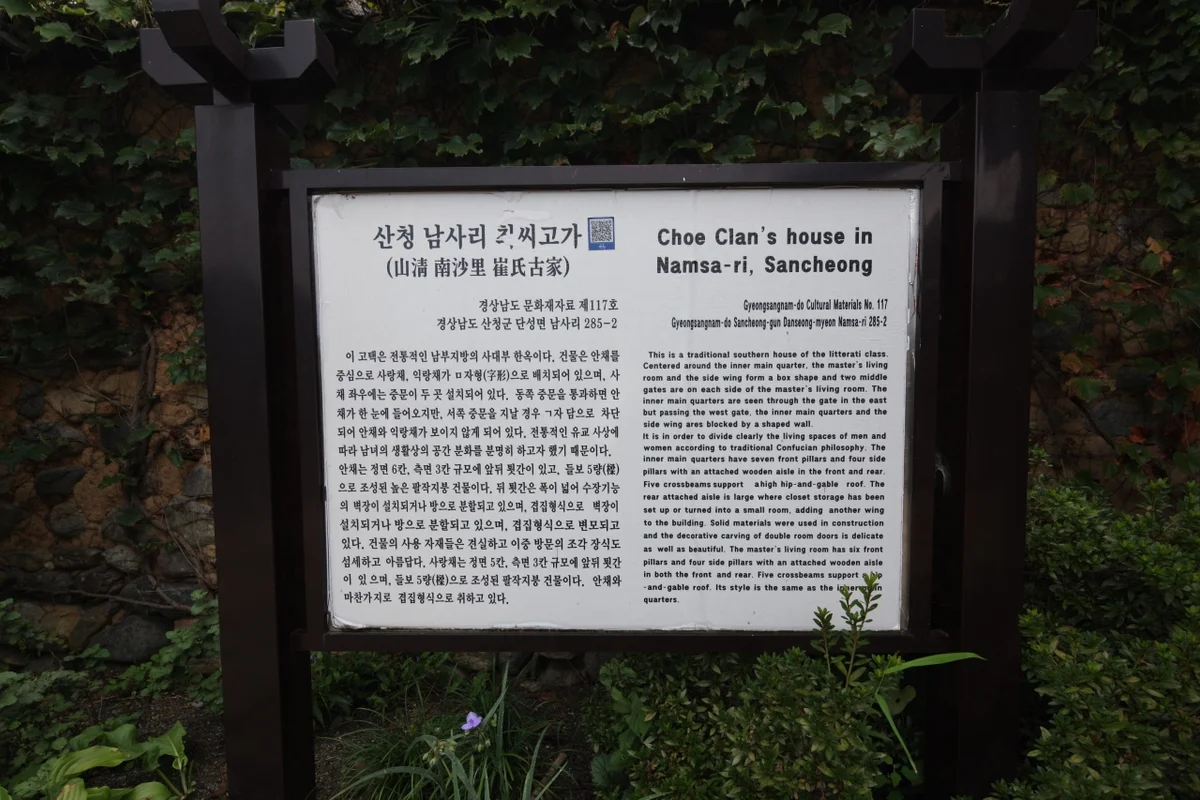 산청 남사리 최씨고가
(山淸 南沙里 崔氏古家)
경상남도 문화재자료 제117호
경상남도 산청군 단성면 남사리 285-2
이 고택은 전통적인 남부지방의 사대부 한옥이다. 건물은 안채를
중심으로 사랑채, 익랑채가 ㅁ자형(字形)으로 배치되어 있으며, 사
채 좌우에는 중문이 두 곳 설치되어 있다. 동쪽 중문을 통과하면 안
채가 한 눈에 들어오지만, 서쪽 중문을 지날 경우 ㄱ자 담으로 차단
되어 안채와 익랑채가 보이지 않게 되어 있다. 전통적인 유교 사상에
따라 남녀의 생활상의 공간 분화를 분명히 하고자 했기 때문이다.
안채는 정면 6칸, 측면 3칸 규모에 앞뒤 툇간이 있고, 들보 5량(樑)
으로 조성된 높은 팔작지붕 건물이다. 뒤 툇간은 폭이 넓어 수장기능
의 벽장이 설치되거나 방으로 분할되고 있으며, 겹집형식으로 벽장이
설치되거나 방으로 분할되고 있으며, 겹집형식으로 변모되고
있다. 건물의 사용 자재들은 견실하고 이중 방문의 조각 장식도
섬세하고 아름답다. 사랑채는 정면 5칸, 측면 3칸 규모에 앞뒤 툇간
이 있 으며, 들보 5량(樑)으로 조성된 팔작지붕 건물이다. 안채와
마찬가지로 겹집형식으로 취하고 있다.
Choe Clan's house in
Namsa-ri, Sancheong
Gyeongsangnam-do Cultural Materials No. 117
Gyeongsangnam-do Sancheong-gun Danseong-myeon Namsa-ri 285-2
This is a traditional southern house of the litterati class.
Centered around the inner main quarter, the master's living
room and the side wing form a box shape and two middle
gates are on each side of the master's living room. The
inner main quarters are seen through the gate in the east
but passing the west gate, the inner main quarters and the
side wing ares blocked by a shaped wall.
It is in order to divide clearly the living spaces of men and
women according to traditional Confucian philosophy. The
inner main quarters have seven front pillars and four side
pillars with an attached wooden aisle in the front and rear.
Five crossbeams support ahigh hip-and-gable roof. The
rear attached aisle is large where closet storage has been
set up or turned into a small room, adding another wing
to the building. Solid materials were used in construction
and the decorative carving of double room doors is delicate
as well as beautiful. The master's living room has six front
pillars and four side pillars with an attached wooden aisle
in both the front and rear. Five crossbeams support
-and-gable roof. Its style is the same as the inner main
quarters.